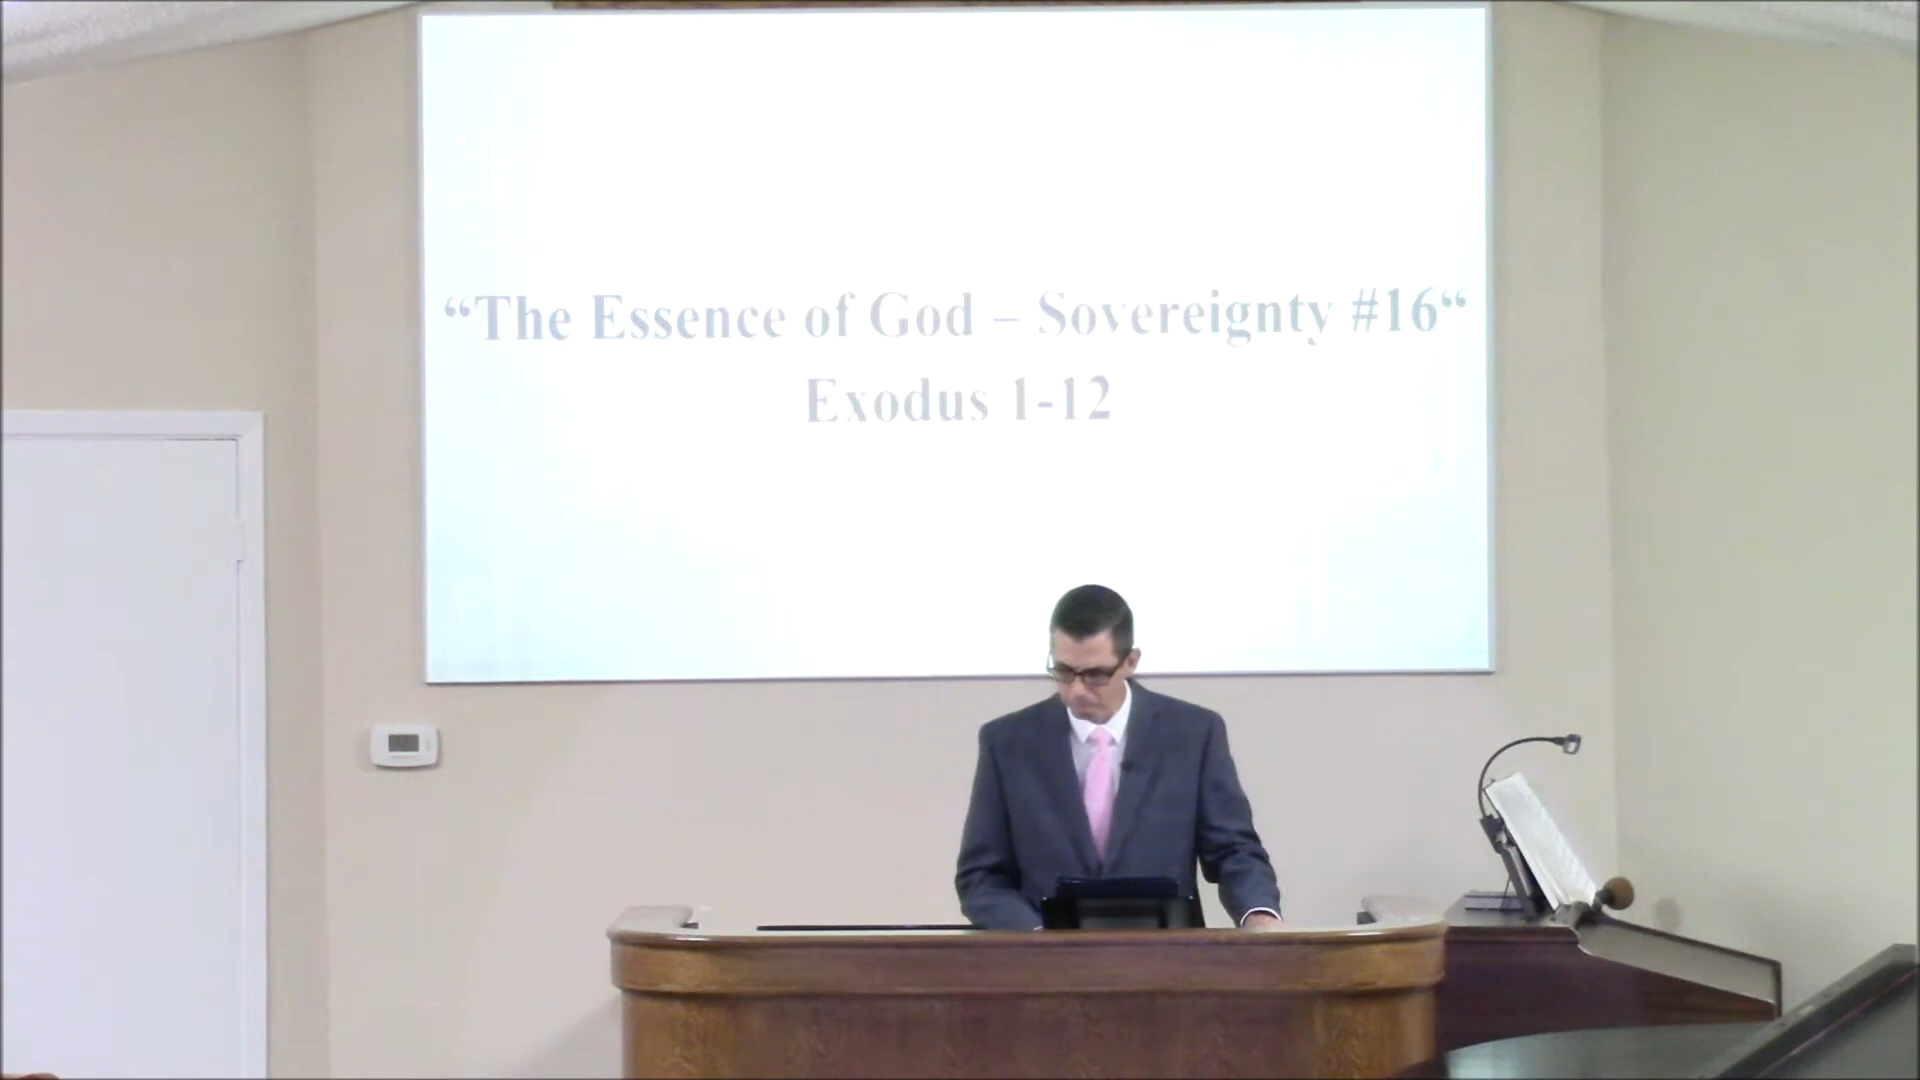 “The Essence of God – Sovereignty #16“
Exodus 1-12